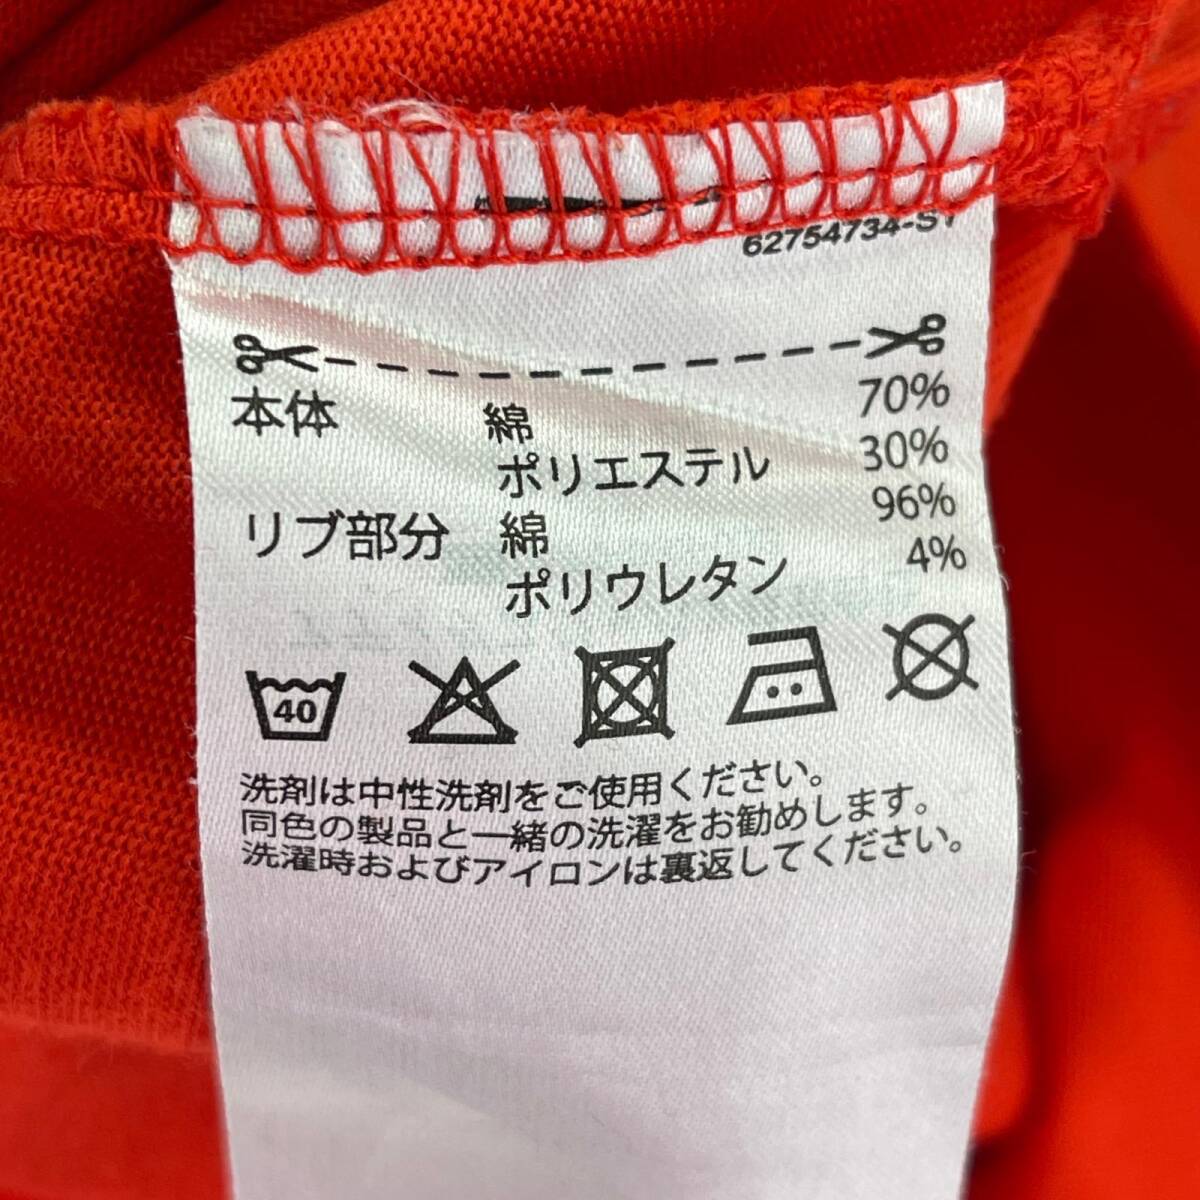 62754734-S1
本体 綿 70%
ポリエステル 30%
リブ部分 綿 96%
ポリウレタン 4%
40
洗剤は中性洗剤をご使用ください。
同色の製品と一緒の洗濯をお勧めします。
洗濯時およびアイロンは裏返してください。